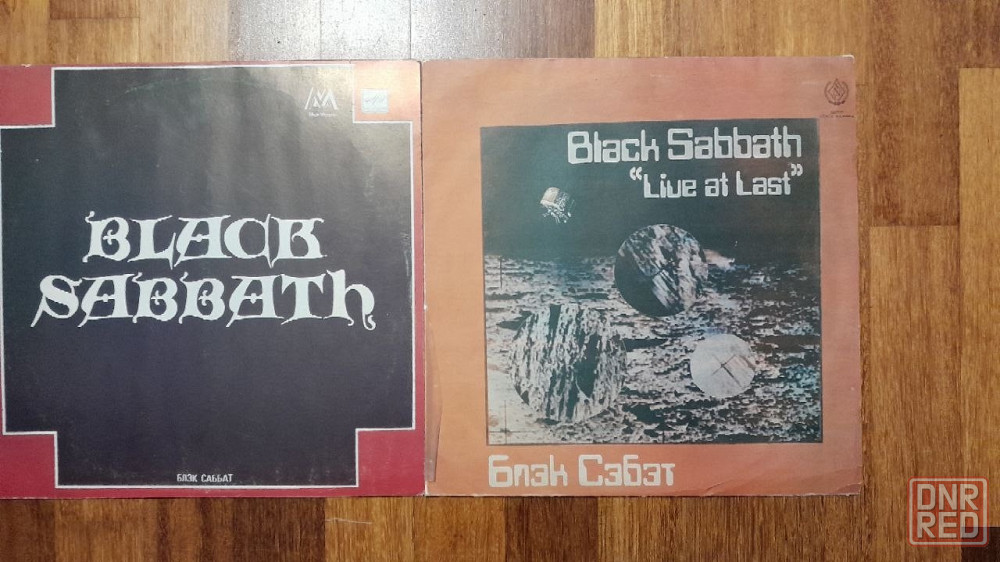 BLACK
SABBATH
БЛЭК САББАТ
Black Sabbath
"Live at Last"
Блэк Сэбэт
DNR
RED